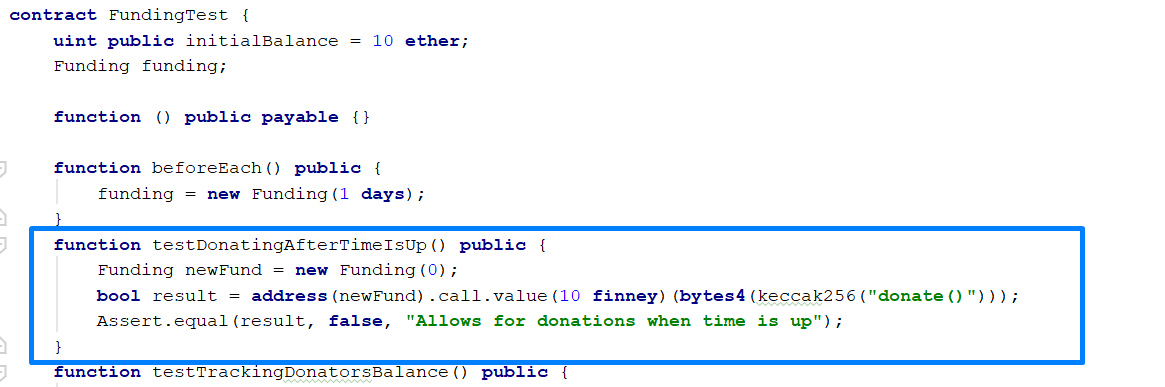 contract FundingTest {
uint public initialBalance = 10 ether;
Funding funding;
function () public payable {}
function beforeEach() public {
funding = new Funding(1 days);
}
function testDonatingAfterTimeIsUp() public {
Funding newFund = new Funding(0);
bool result = address(newFund).call.value(10 finney)(bytes4(keccak256("donate()")));
Assert.equal(result, false, "Allows for donations when time is up");
}
function testTrackingDonatorsBalance() public {